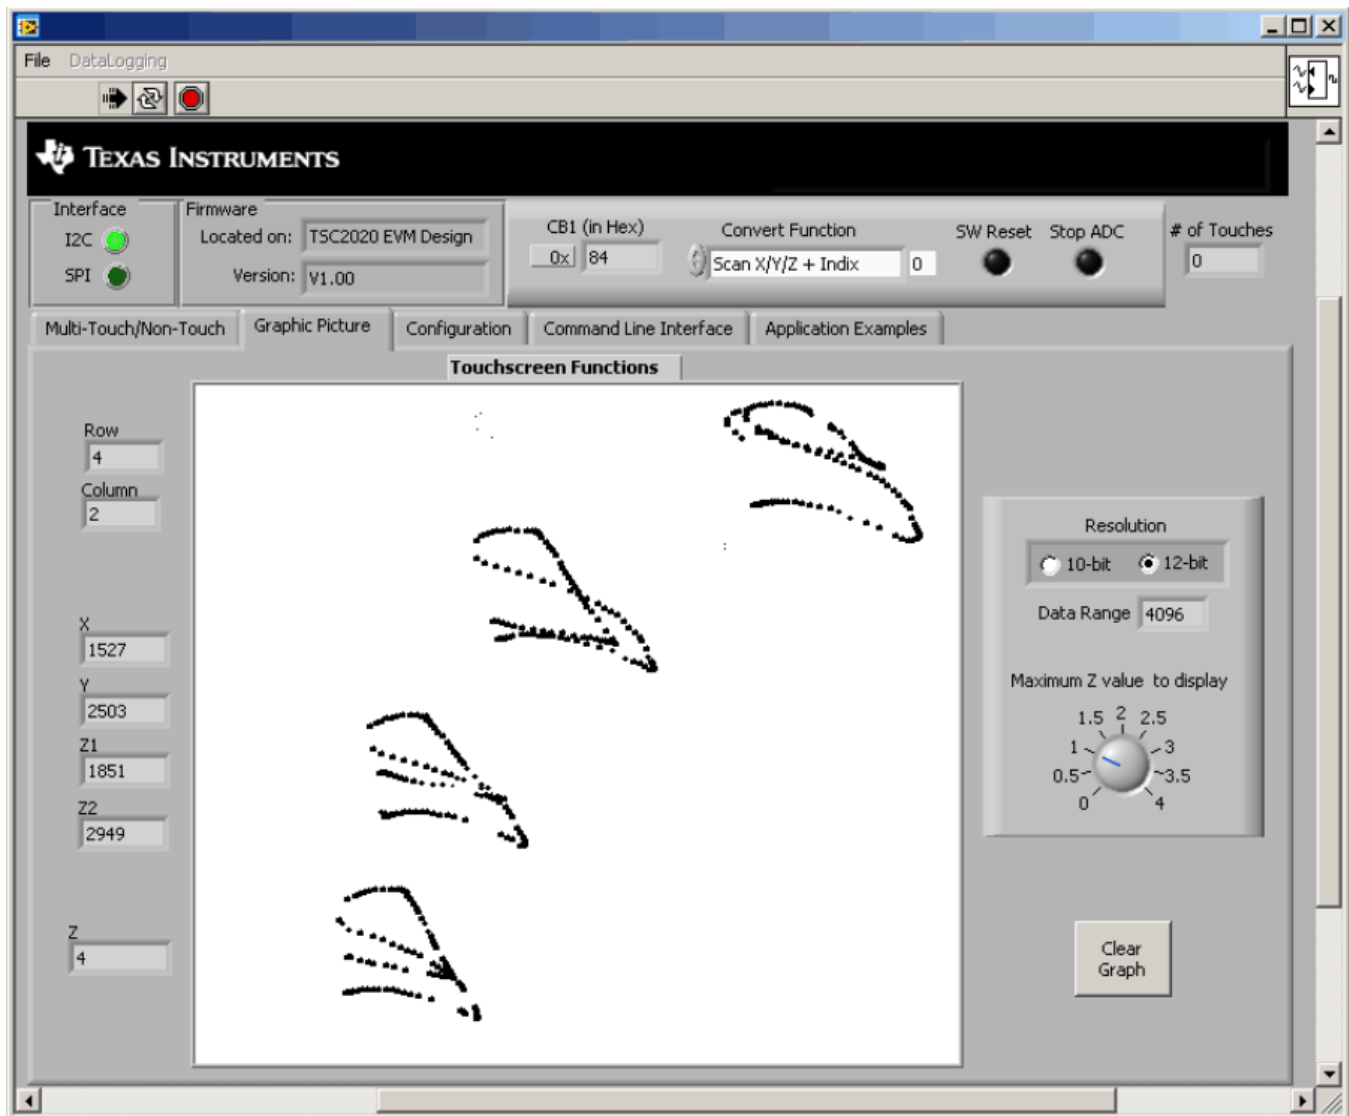 File DataLogging
TEXAS INSTRUMENTS
Interface
I2C
SPI
Firmware
Located on: TSC2020 EVM Design
Version: V1.00
CB1 (in Hex)
0x 84
Convert Function
Scan X/Y/Z + Indix 0
SW Reset
Stop ADC
# of Touches
0
Multi-Touch/Non-Touch Graphic Picture Configuration Command Line Interface Application Examples
Touchscreen Functions
Row
4
Column
2
X
1527
Y
2503
Z1
1851
Z2
2949
Z
4
Resolution
10-bit 12-bit
Data Range 4096
Maximum Z value to display
0 0.5 1 1.5 2 2.5 3 3.5 4
Clear
Graph